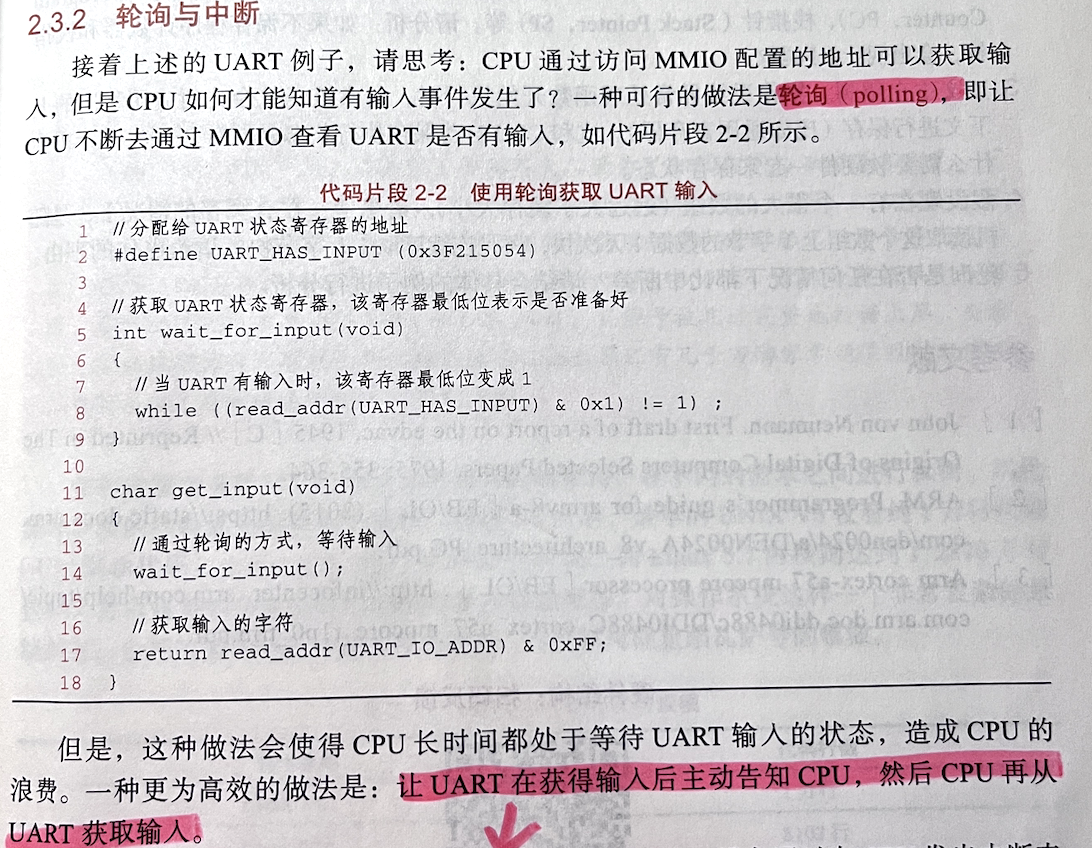 2.3.2 轮询与中断
接着上述的 UART 例子，请思考：CPU 通过访问 MMIO 配置的地址可以获取输
入，但是 CPU 如何才能知道有输入事件发生了？一种可行的做法是轮询（polling），即让
CPU 不断去通过 MMIO 查看 UART 是否有输入，如代码片段 2-2 所示。
代码片段 2-2 使用轮询获取 UART 输入
1 // 分配给 UART 状态寄存器的地址
2 #define UART_HAS_INPUT (0x3F215054)
3
4 // 获取 UART 状态寄存器，该寄存器最低位表示是否准备好
5 int wait_for_input(void)
6 {
7 // 当 UART 有输入时，该寄存器最低位变成 1
8 while ((read_addr(UART_HAS_INPUT) & 0x1) != 1) ;
9 }
10
11 char get_input(void)
12 {
13 // 通过轮询的方式，等待输入
14 wait_for_input();
15
16 // 获取输入的字符
17 return read_addr(UART_IO_ADDR) & 0xFF;
18 }
但是，这种做法会使得 CPU 长时间都处于等待 UART 输入的状态，造成 CPU 的
浪费。一种更为高效的做法是：让 UART 在获得输入后主动告知 CPU，然后 CPU 再从
UART 获取输入。